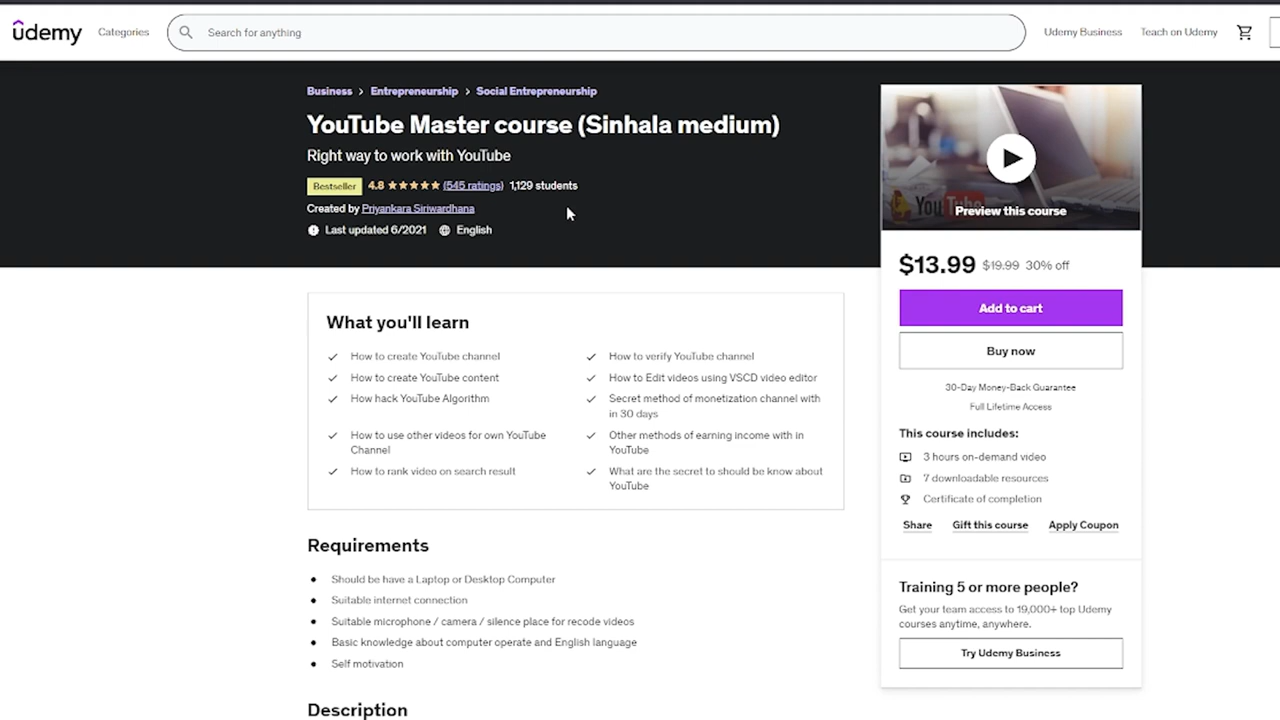 ûdemy Categories Search for anything Udemy Business Teach on Udemy
Business > Entrepreneurship > Social Entrepreneurship
YouTube Master course (Sinhala medium)
Right way to work with YouTube
Bestseller 4.8 ★★★★★ (545 ratings) 1,129 students
Created by Priyankara Siriwardhana
Last updated 6/2021 English
YouTube
Preview this course
$13.99 $19.99 30% off
Add to cart
Buy now
30-Day Money-Back Guarantee
Full Lifetime Access
This course includes:
3 hours on-demand video
7 downloadable resources
Certificate of completion
Share Gift this course Apply Coupon
Training 5 or more people?
Get your team access to 19,000+ top Udemy
courses anytime, anywhere.
Try Udemy Business
What you'll learn
How to create YouTube channel
How to create YouTube content
How hack YouTube Algorithm
How to use other videos for own YouTube
Channel
How to rank video on search result
How to verify YouTube channel
How to Edit videos using VSCD video editor
Secret method of monetization channel with
in 30 days
Other methods of earning income with in
YouTube
What are the secret to should be know about
YouTube
Requirements
Should be have a Laptop or Desktop Computer
Suitable internet connection
Suitable microphone / camera / silence place for recode videos
Basic knowledge about computer operate and English language
Self motivation
Description